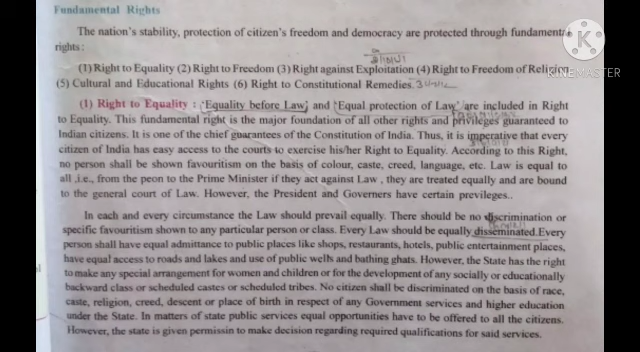 Fundamental Rights
The nation's stability, protection of citizen's freedom and democracy are protected through fundamental
rights :
(1) Right to Equality (2) Right to Freedom (3) Right against Exploitation (4) Right to Freedom of Religion
(5) Cultural and Educational Rights (6) Right to Constitutional Remedies.
KINEMASTER
(1) Right to Equality : 'Equality before Law' and 'Equal protection of Law' are included in Right
to Equality. This fundamental right is the major foundation of all other rights and privileges guaranteed to
Indian citizens. It is one of the chief guarantees of the Constitution of India. Thus, it is imperative that every
citizen of India has easy access to the courts to exercise his/her Right to Equality. According to this Right,
no person shall be shown favouritism on the basis of colour, caste, creed, language, etc. Law is equal to
all ,i.e., from the peon to the Prime Minister if they act against Law , they are treated equally and are bound
to the general court of Law. However, the President and Governers have certain previleges..
In each and every circumstance the Law should prevail equally. There should be no discrimination or
specific favouritism shown to any particular person or class. Every Law should be equally disseminated.Every
person shall have equal admittance to public places like shops, restaurants, hotels, public entertainment places,
have equal access to roads and lakes and use of public wells and bathing ghats. However, the State has the right
to make any special arrangement for women and children or for the development of any socially or educationally
backward class or scheduled castes or scheduled tribes. No citizen shall be discriminated on the basis of race,
caste, religion, creed, descent or place of birth in respect of any Government services and higher education
under the State. In matters of state public services equal opportunities have to be offered to all the citizens.
However, the state is given permissin to make decision regarding required qualifications for said services.